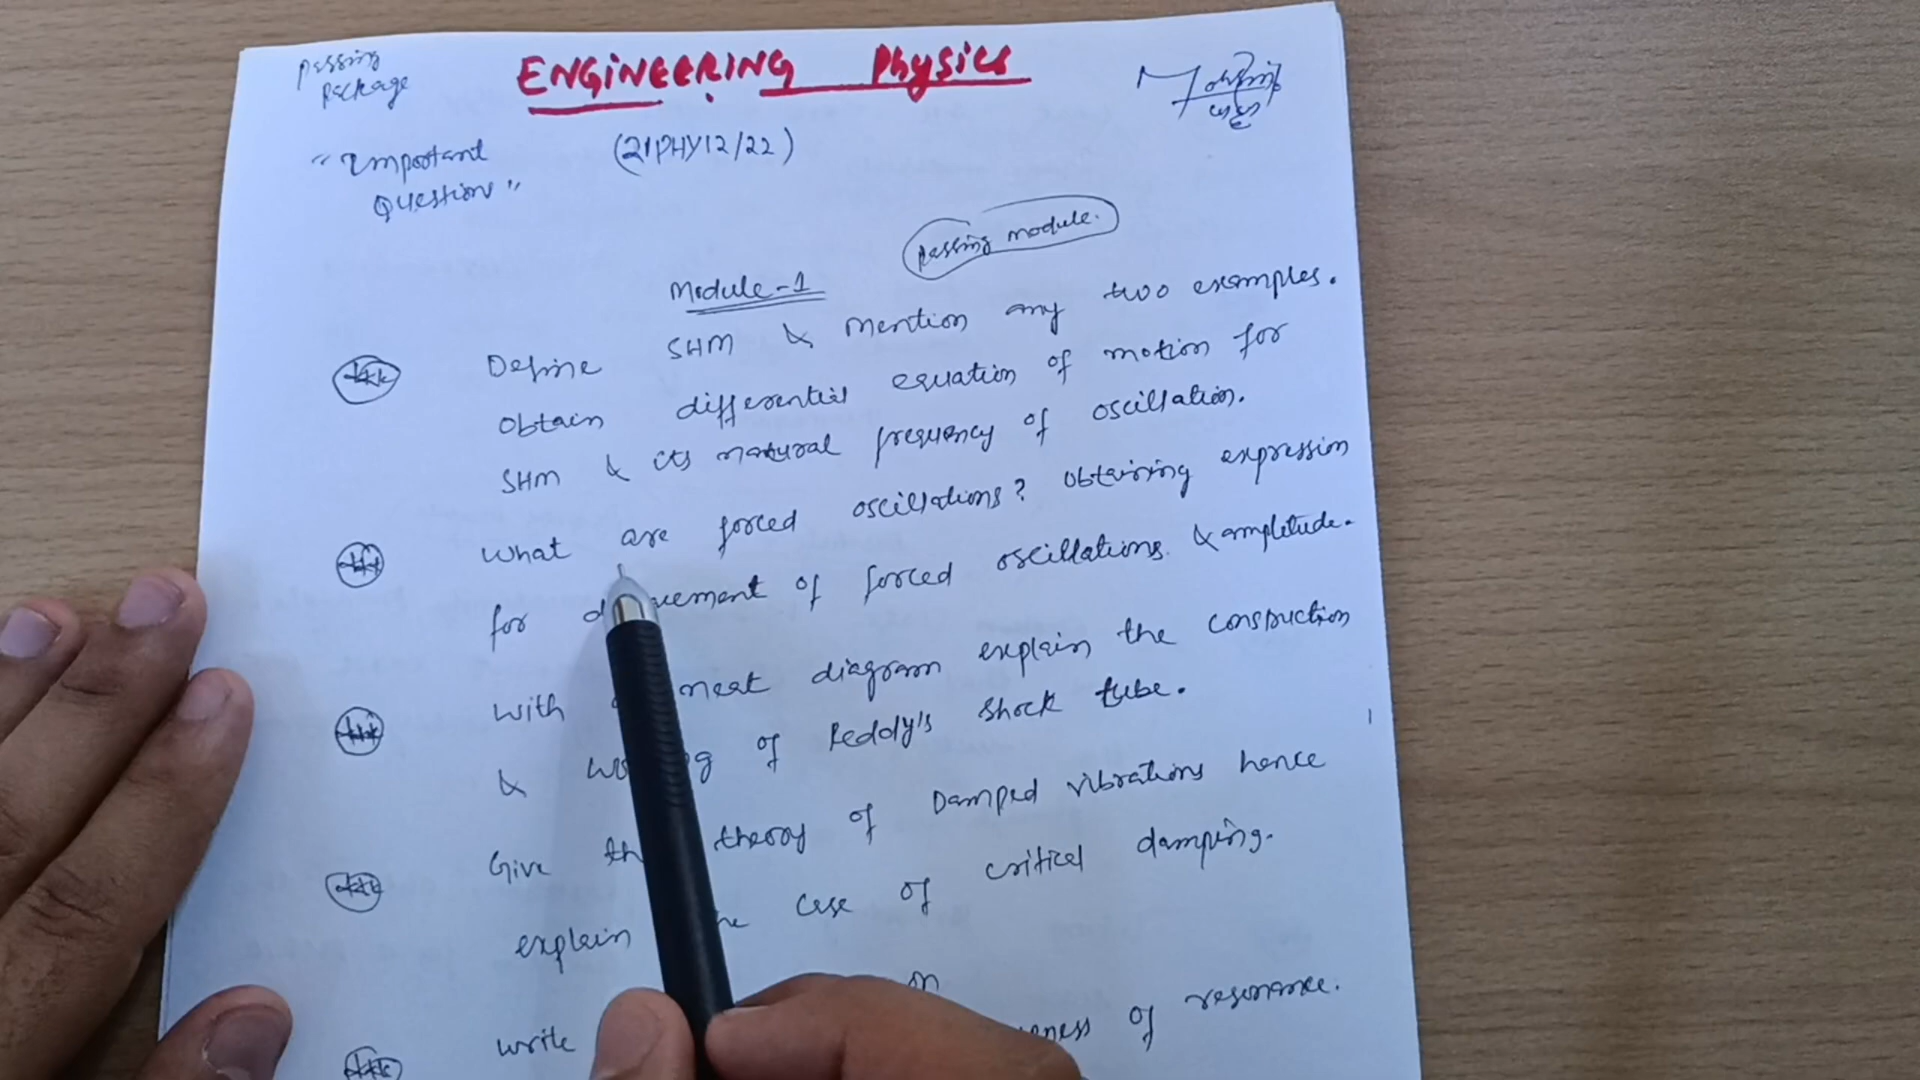 Passing
Package
ENGINEERING Physics
"Important
Question"
(21PHY12/22)
Passing module.
Module-1
Define SHM & mention any two examples.
obtain differential equation of motion for
SHM & its natural frequency of oscillation.
what are forced oscillations? obtaining expression
for of forced oscillations & amplitude.
with neat diagram explain the construction
& of Reddy's shock tube.
Give theory of Damped vibrations hence
explain case of critical damping.
on
write of resonance.